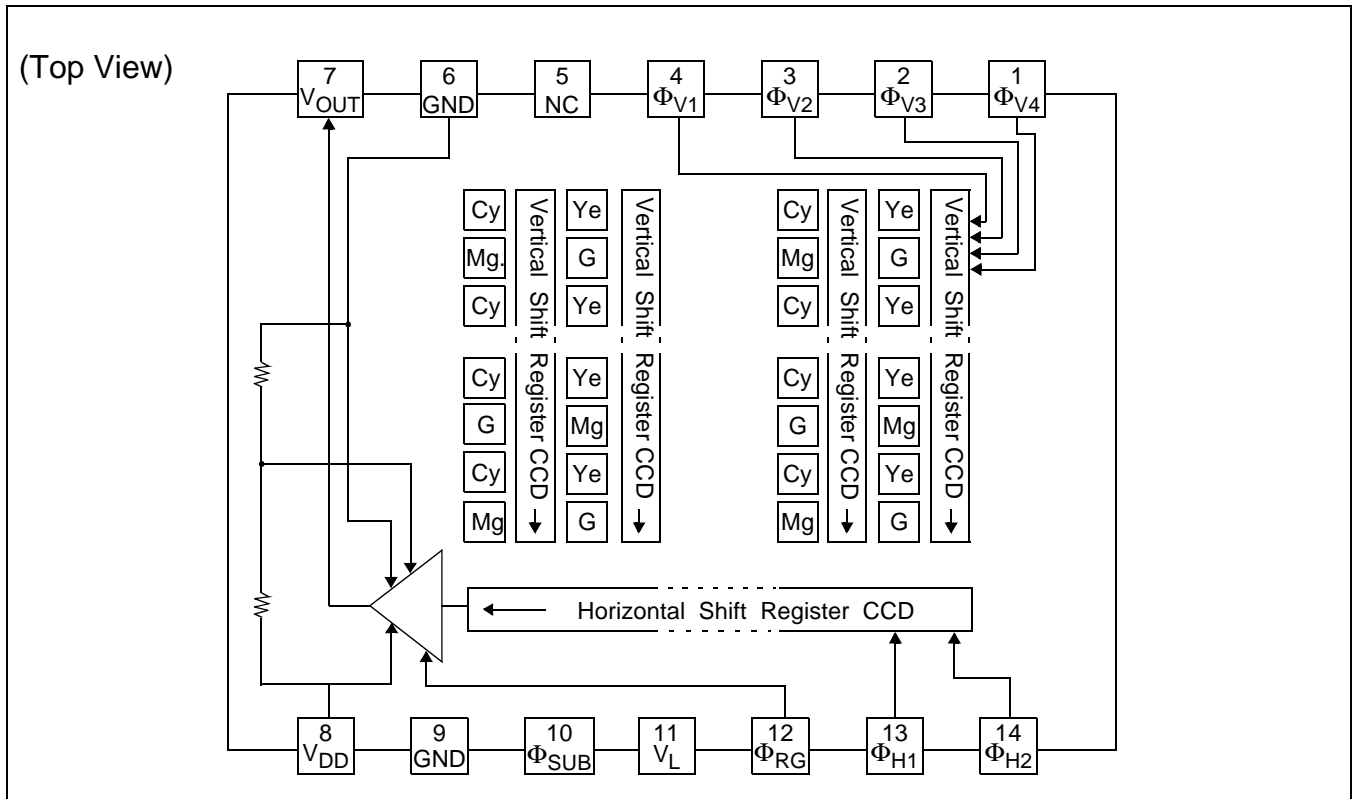 (Top View)
7
VOUT
6
GND
5
NC
4
ΦV1
3
ΦV2
2
ΦV3
1
ΦV4
Cy
Mg.
Cy
Cy
G
Cy
Mg
Vertical Shift Register CCD
Ye
G
Ye
Ye
Mg
Ye
G
Vertical Shift Register CCD
Cy
Mg
Cy
Cy
G
Cy
Mg
Vertical Shift Register CCD
Ye
G
Ye
Ye
Mg
Ye
G
Vertical Shift Register CCD
Horizontal Shift Register CCD
8
VDD
9
GND
10
ΦSUB
11
VL
12
ΦRG
13
ΦH1
14
ΦH2